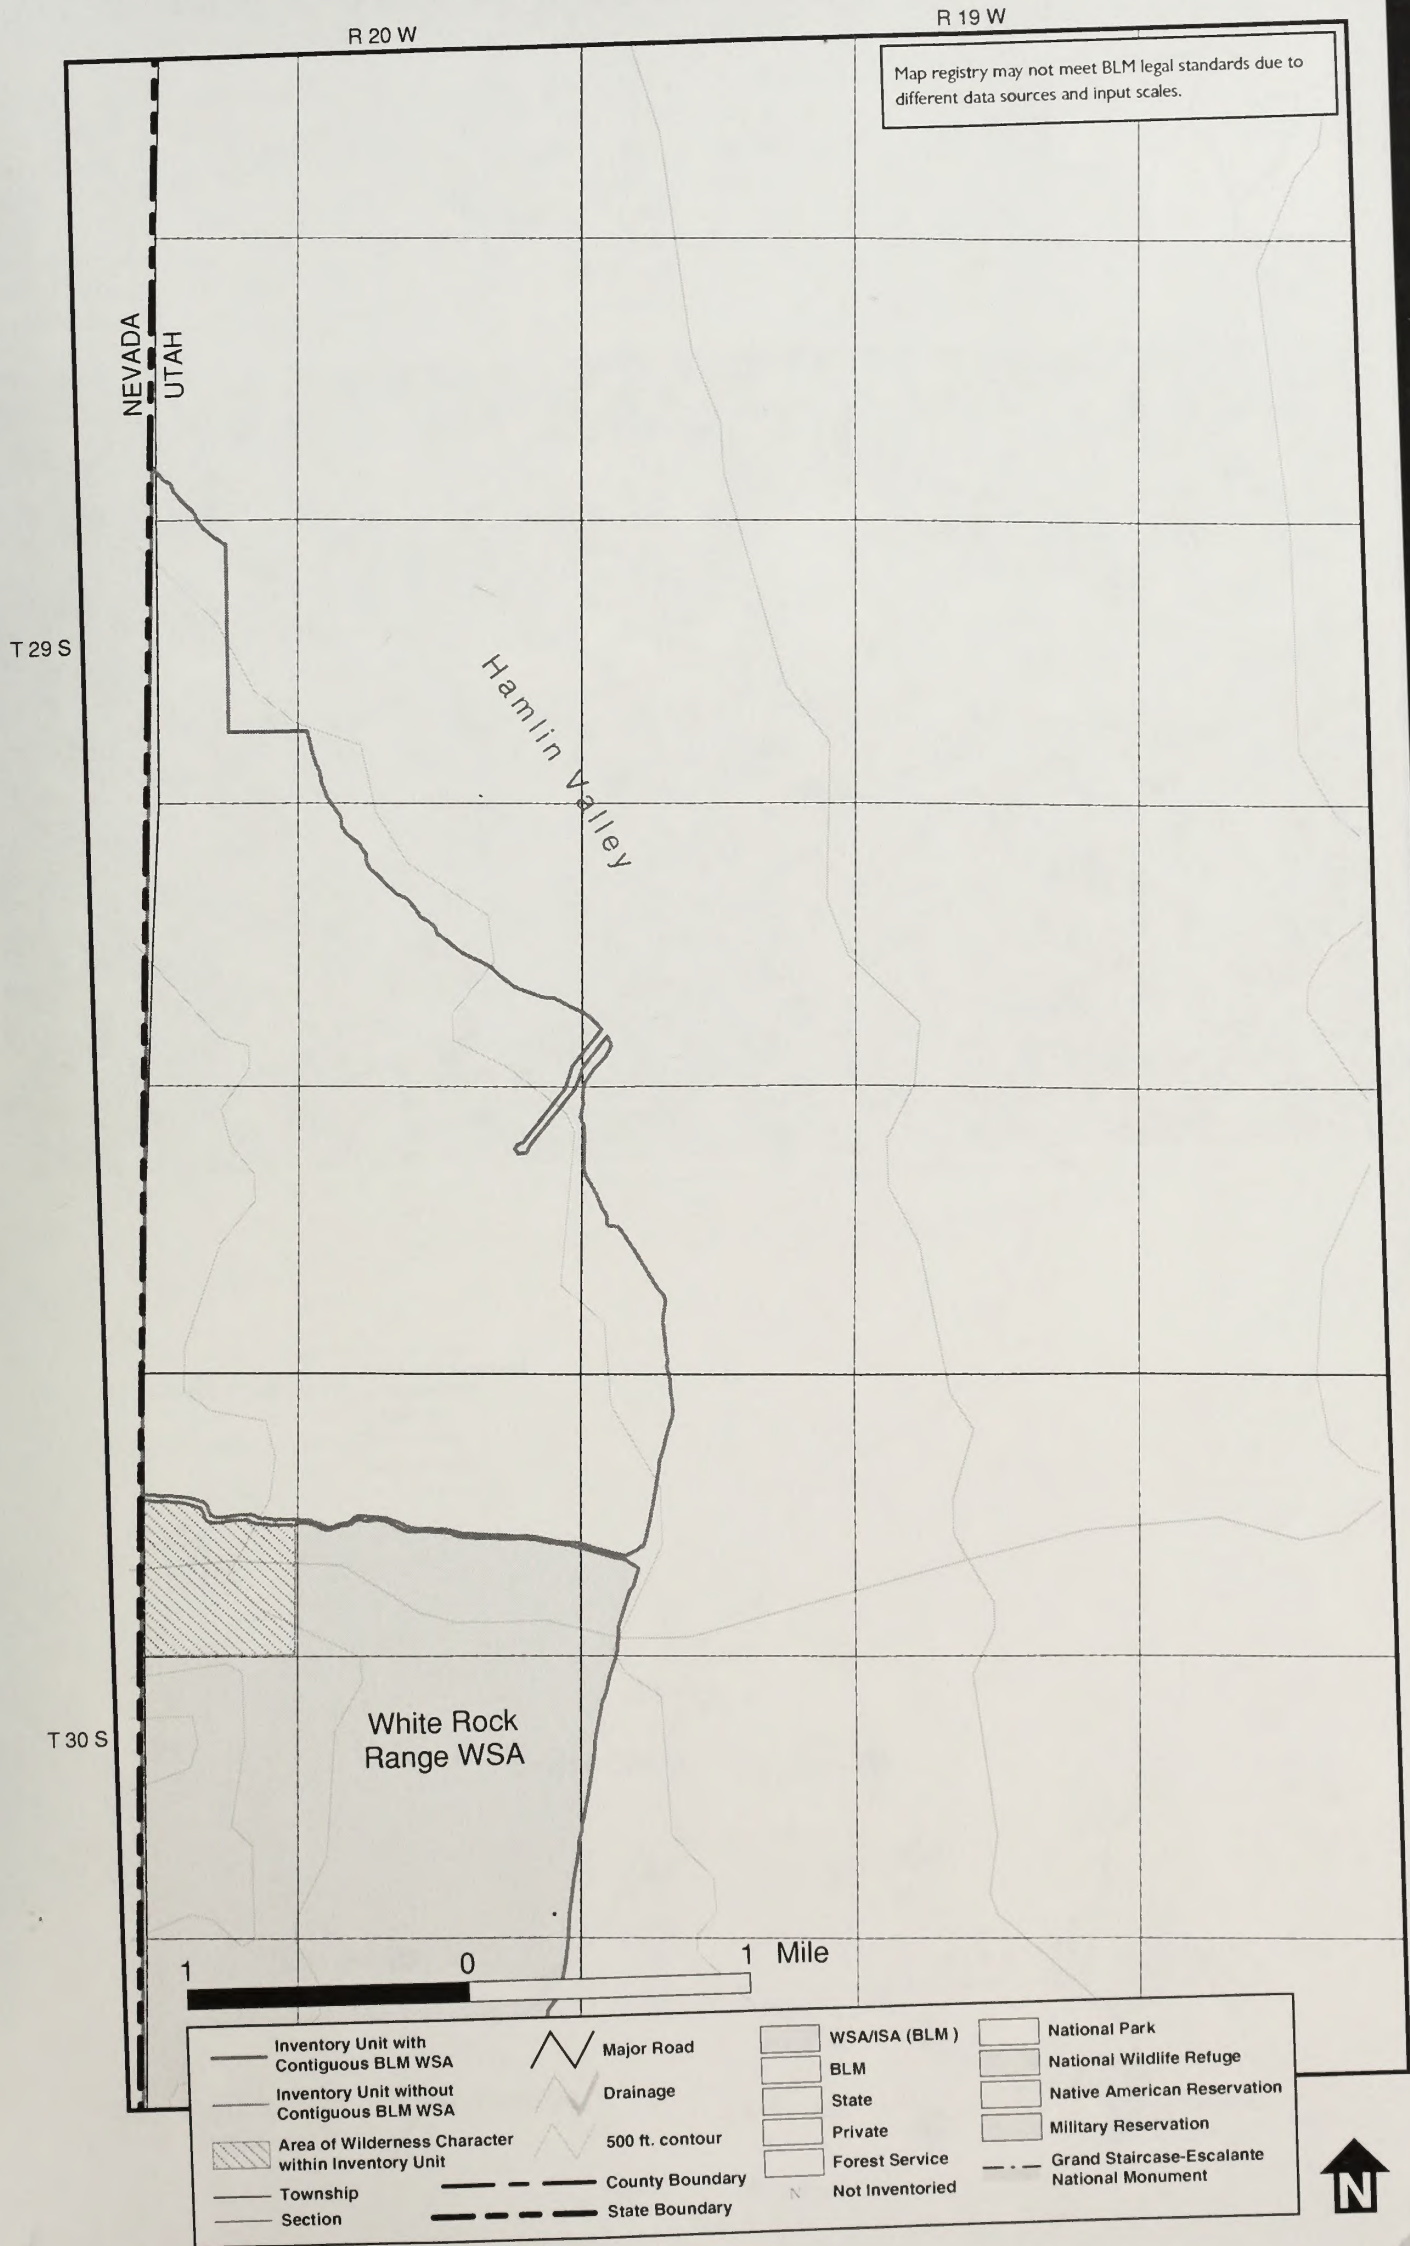 R 20 W
R 19 W
Map registry may not meet BLM legal standards due to
different data sources and input scales.
NEVADA
UTAH
T 29 S
Hamlin Valley
T 30 S
White Rock
Range WSA
1 0 1 Mile
Inventory Unit with
Contiguous BLM WSA
Inventory Unit without
Contiguous BLM WSA
Area of Wilderness Character
within Inventory Unit
Township
Section
Major Road
Drainage
500 ft. contour
County Boundary
State Boundary
WSA/ISA (BLM )
BLM
State
Private
Forest Service
N Not Inventoried
National Park
National Wildlife Refuge
Native American Reservation
Military Reservation
Grand Staircase-Escalante
National Monument
N